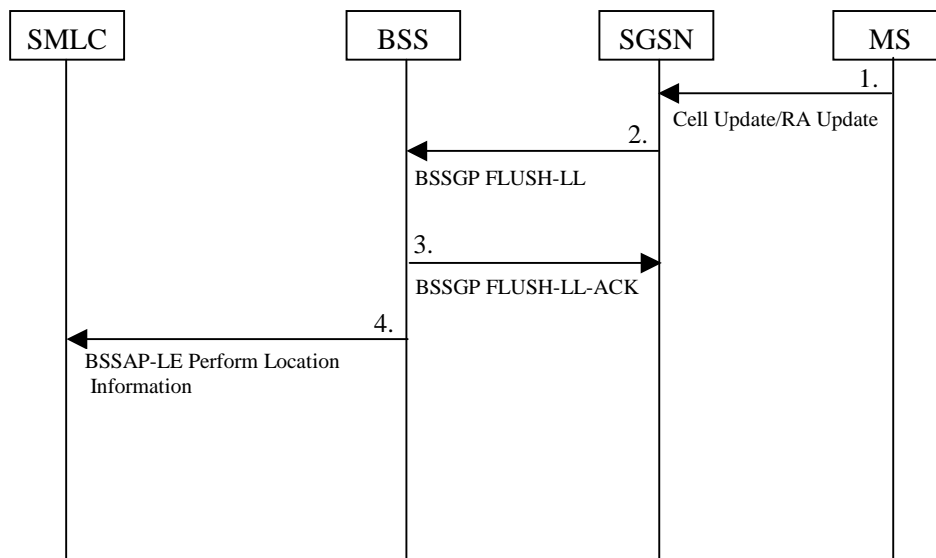 SMLC BSS SGSN MS
1.
Cell Update/RA Update
2.
BSSGP FLUSH-LL
3.
BSSGP FLUSH-LL-ACK
4.
BSSAP-LE Perform Location
Information